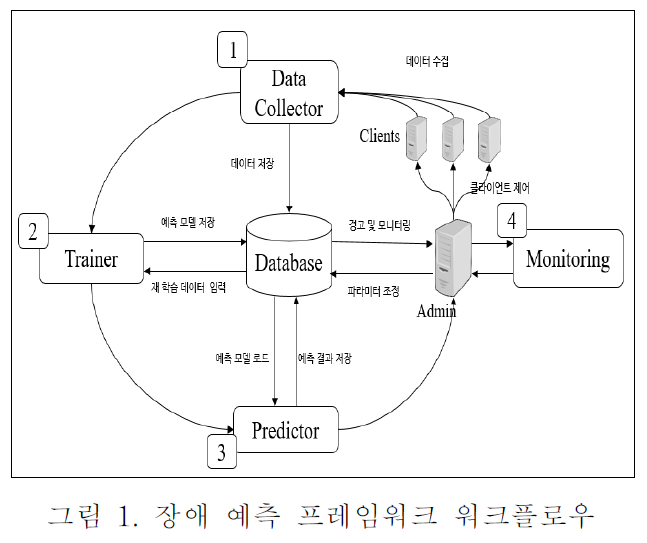 1
Data
Collector
데이터 수집
Clients
데이터 저장
클라이언트 제어
2
예측 모델 저장
경고 및 모니터링
4
Trainer
Database
Monitoring
재 학습 데이터 입력
파라미터 조정
Admin
예측 모델 로드
예측 결과 저장
Predictor
3
그림 1. 장애 예측 프레임워크 워크플로우